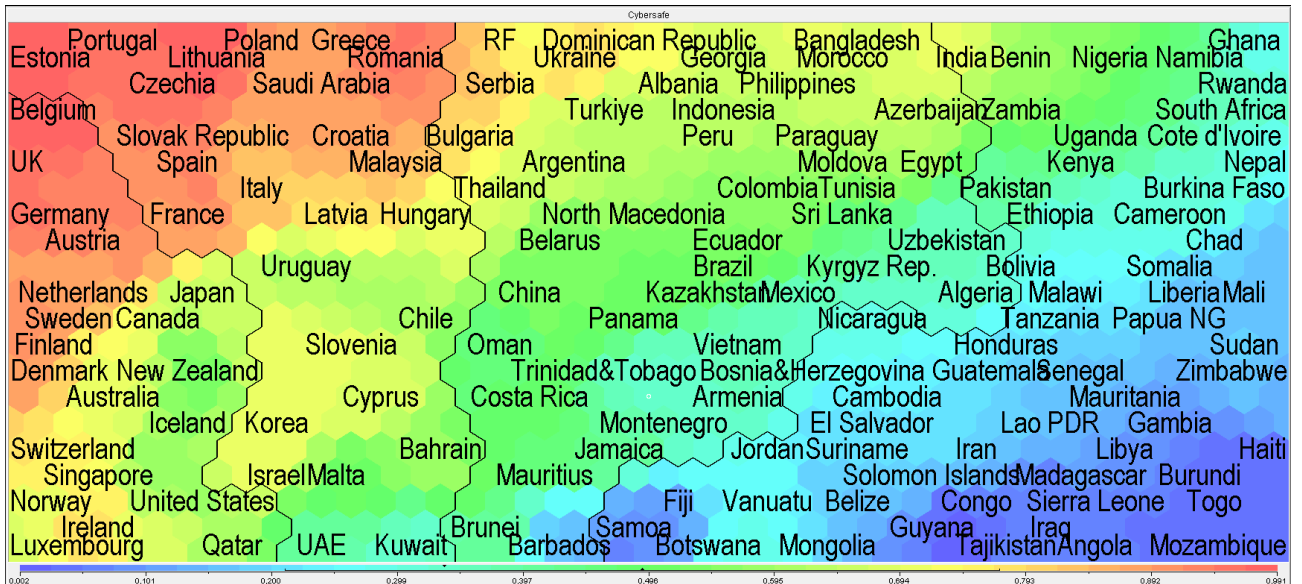 Cybersafe
Portugal Poland Greece RF Dominican Republic Bangladesh Ghana
Estonia Lithuania Romania Ukraine Georgia Morocco India Benin Nigeria Namibia
Czechia Saudi Arabia Serbia Albania Philippines Rwanda
Belgium Turkiye Indonesia Azerbaijan Zambia South Africa
Slovak Republic Croatia Bulgaria Peru Paraguay Uganda Cote d'Ivoire
UK Spain Malaysia Argentina Moldova Egypt Kenya Nepal
Italy Thailand Colombia Tunisia Pakistan Burkina Faso
Germany France Latvia Hungary North Macedonia Sri Lanka Ethiopia Cameroon
Austria Belarus Ecuador Uzbekistan Chad
Uruguay Brazil Kyrgyz Rep. Bolivia Somalia
Netherlands Japan China Kazakhstan Mexico Algeria Malawi Liberia Mali
Sweden Canada Chile Panama Nicaragua Tanzania Papua NG
Finland Slovenia Oman Vietnam Honduras Sudan
Denmark New Zealand Trinidad&Tobago Bosnia&Herzegovina Guatemala Senegal Zimbabwe
Australia Cyprus Costa Rica Armenia Cambodia Mauritania
Iceland Korea Montenegro El Salvador Lao PDR Gambia
Switzerland Bahrain Jamaica Jordan Suriname Iran Libya Haiti
Singapore Israel Malta Mauritius Solomon Islands Madagascar Burundi
Norway United States Fiji Vanuatu Belize Congo Sierra Leone Togo
Ireland Brunei Samoa Guyana Iraq
Luxembourg Qatar UAE Kuwait Barbados Botswana Mongolia Tajikistan Angola Mozambique
0.002 0.101 0.200 0.299 0.397 0.496 0.595 0.694 0.793 0.892 0.991